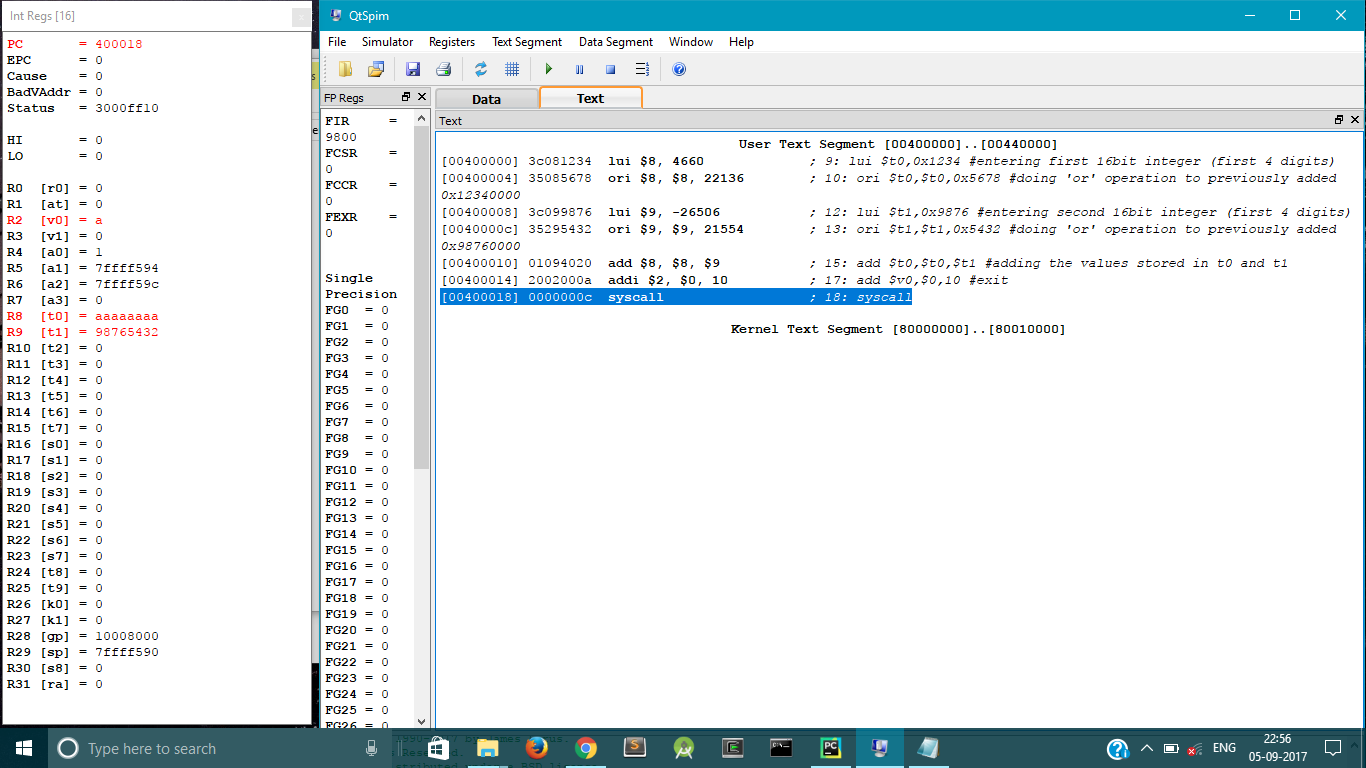 Int Regs [16]
x
PC = 400018
EPC = 0
Cause = 0
BadVAddr = 0
Status = 3000ff10
HI = 0
LO = 0
R0 [r0] = 0
R1 [at] = 0
R2 [v0] = a
R3 [v1] = 0
R4 [a0] = 1
R5 [a1] = 7ffff594
R6 [a2] = 7ffff59c
R7 [a3] = 0
R8 [t0] = aaaaaaaa
R9 [t1] = 98765432
R10 [t2] = 0
R11 [t3] = 0
R12 [t4] = 0
R13 [t5] = 0
R14 [t6] = 0
R15 [t7] = 0
R16 [s0] = 0
R17 [s1] = 0
R18 [s2] = 0
R19 [s3] = 0
R20 [s4] = 0
R21 [s5] = 0
R22 [s6] = 0
R23 [s7] = 0
R24 [t8] = 0
R25 [t9] = 0
R26 [k0] = 0
R27 [k1] = 0
R28 [gp] = 10008000
R29 [sp] = 7ffff590
R30 [s8] = 0
R31 [ra] = 0
QtSpim
File Simulator Registers Text Segment Data Segment Window Help
FP Regs
FIR =
9800
FCSR =
0
FCCR =
0
FEXR =
0
Single
Precision
FG0 = 0
FG1 = 0
FG2 = 0
FG3 = 0
FG4 = 0
FG5 = 0
FG6 = 0
FG7 = 0
FG8 = 0
FG9 = 0
FG10 = 0
FG11 = 0
FG12 = 0
FG13 = 0
FG14 = 0
FG15 = 0
FG16 = 0
FG17 = 0
FG18 = 0
FG19 = 0
FG20 = 0
FG21 = 0
FG22 = 0
FG23 = 0
FG24 = 0
FG25 = 0
FG26 = 0
Data Text
Text
User Text Segment [00400000]..[00440000]
[00400000] 3c081234 lui $8, 4660 ; 9: lui $t0,0x1234 #entering first 16bit integer (first 4 digits)
[00400004] 35085678 ori $8, $8, 22136 ; 10: ori $t0,$t0,0x5678 #doing 'or' operation to previously added
0x12340000
[00400008] 3c099876 lui $9, -26506 ; 12: lui $t1,0x9876 #entering second 16bit integer (first 4 digits)
[0040000c] 35295432 ori $9, $9, 21554 ; 13: ori $t1,$t1,0x5432 #doing 'or' operation to previously added
0x98760000
[00400010] 01094020 add $8, $8, $9 ; 15: add $t0,$t0,$t1 #adding the values stored in t0 and t1
[00400014] 2002000a addi $2, $0, 10 ; 17: add $v0,$0,10 #exit
[00400018] 0000000c syscall ; 18: syscall
Kernel Text Segment [80000000]..[80010000]
Type here to search
ENG
22:56
05-09-2017